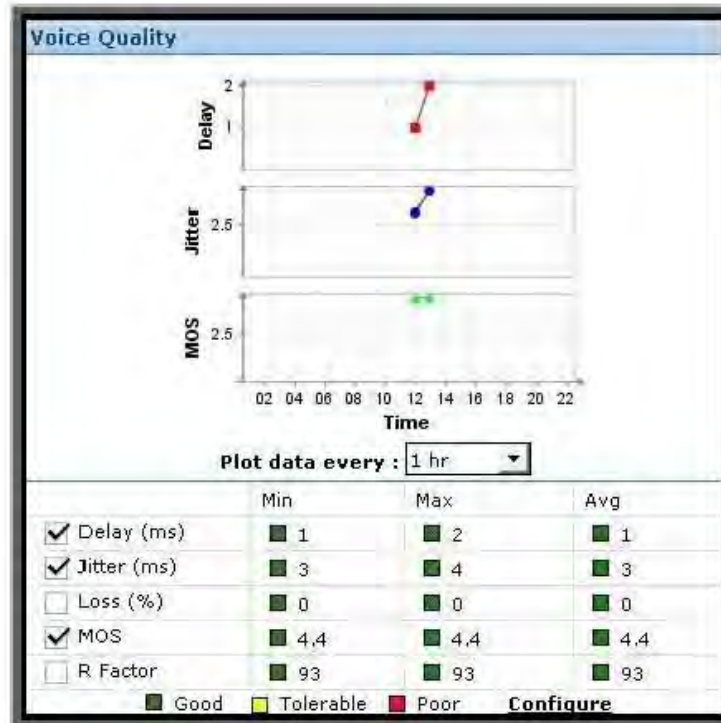 Voice Quality
2
1
Delay
2.5
Jitter
2.5
MOS
02 04 06 08 10 12 14 16 18 20 22
Time
Plot data every : 1 hr
Min Max Avg
Delay (ms) 1 2 1
Jitter (ms) 3 4 3
Loss (%) 0 0 0
MOS 4,4 4,4 4,4
R Factor 93 93 93
Good Tolerable Poor Configure